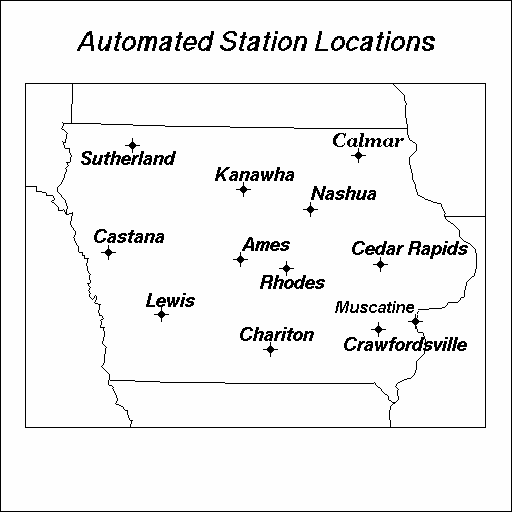 Automated Station Locations
Calmar
Sutherland
Kanawha
Nashua
Castana
Ames
Cedar Rapids
Rhodes
Lewis
Muscatine
Chariton
Crawfordsville